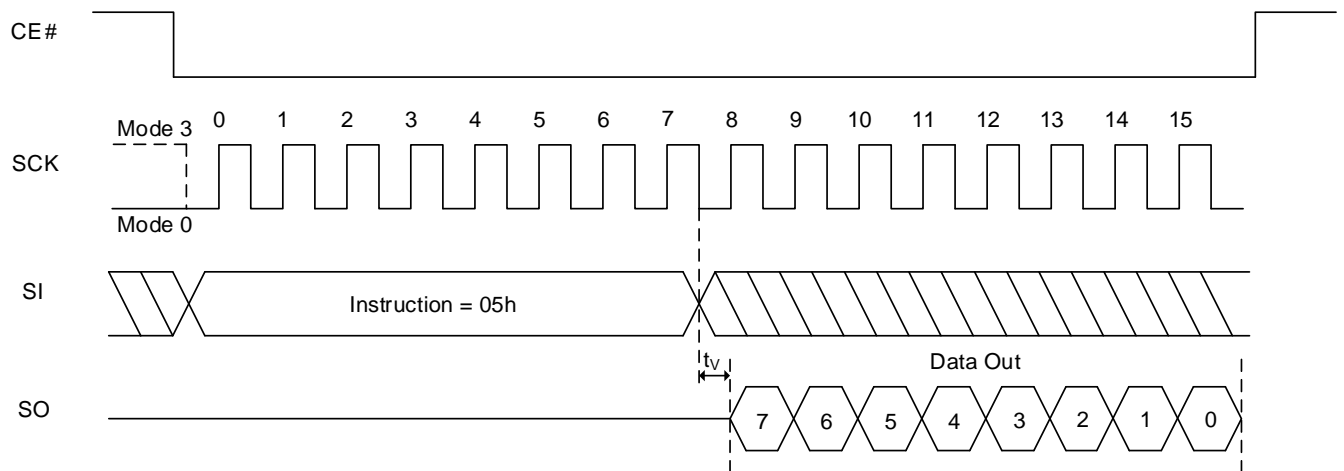 CE#
Mode 3 0 1 2 3 4 5 6 7 8 9 10 11 12 13 14 15
SCK
Mode 0
SI Instruction = 05h
tV Data Out
SO 7 6 5 4 3 2 1 0